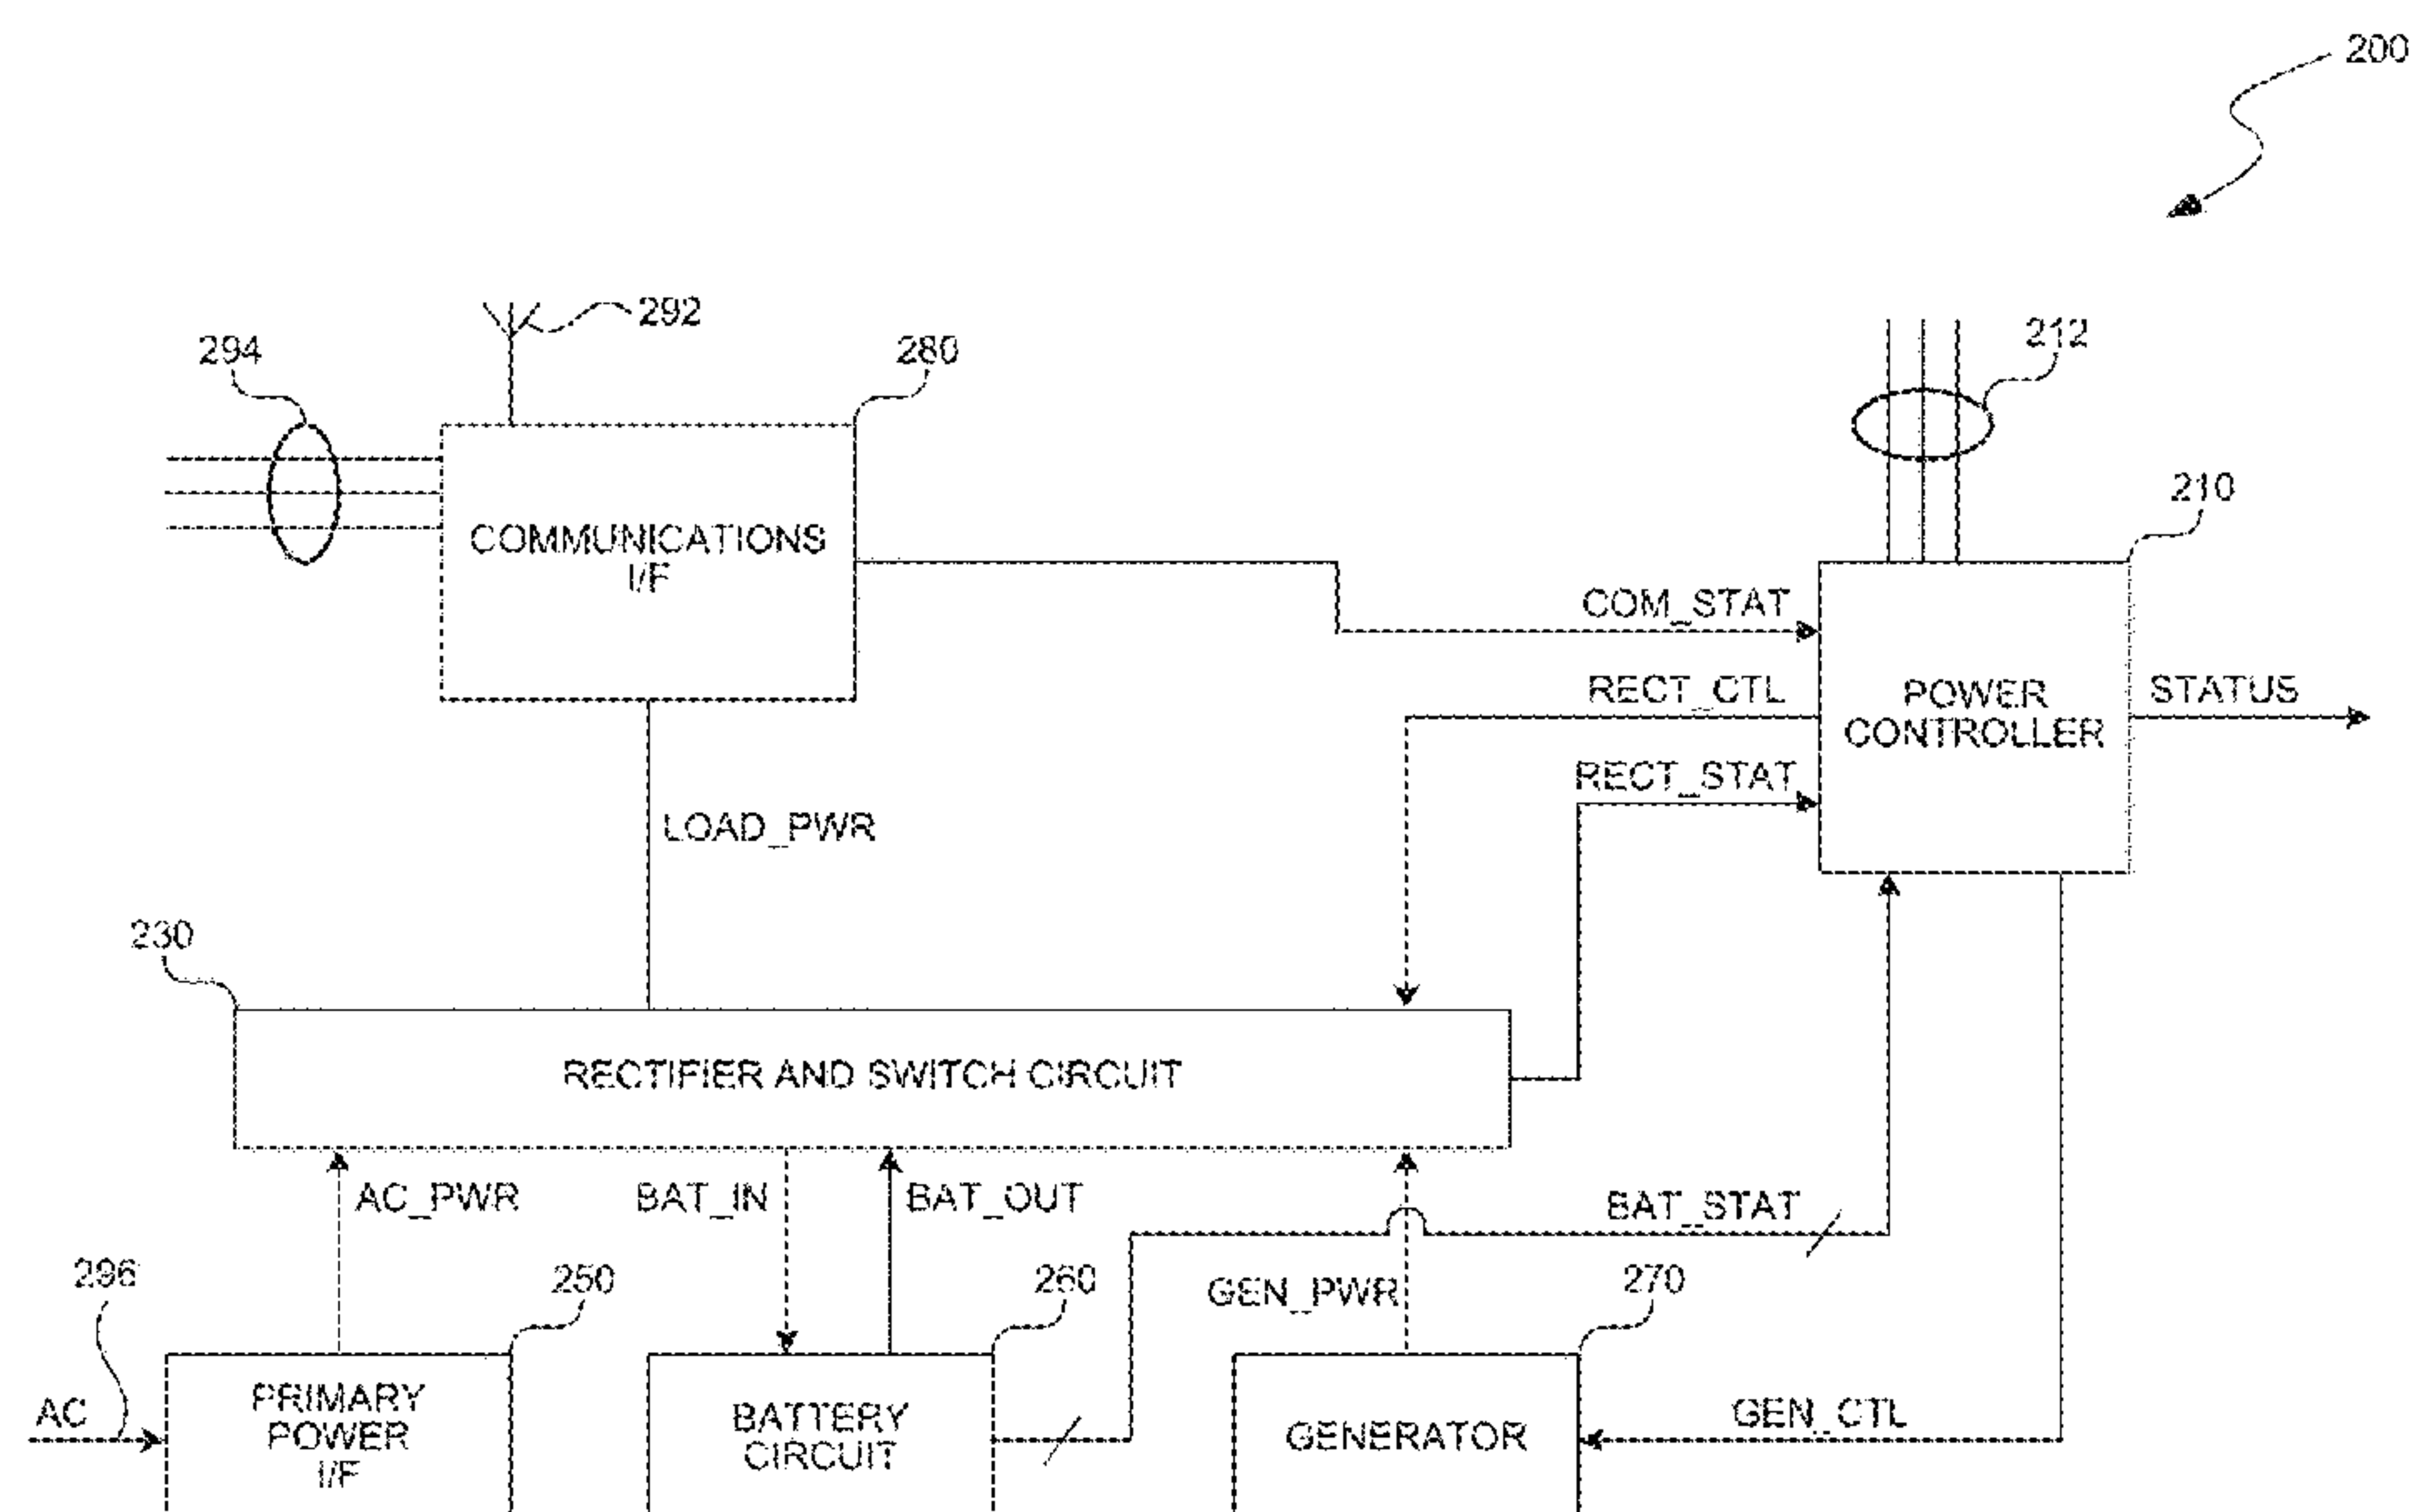 200
292
294
280
212
210
COMMUNICATIONS
I/F
COM_STAT
RECT_CTL
POWER
CONTROLLER
STATUS
RECT_STAT
LOAD_PWR
230
RECTIFIER AND SWITCH CIRCUIT
AC_PWR
BAT_IN
BAT_OUT
BAT_STAT
296
250
260
GEN_PWR
270
AC
PRIMARY
POWER
I/F
BATTERY
CIRCUIT
GENERATOR
GEN_CTL